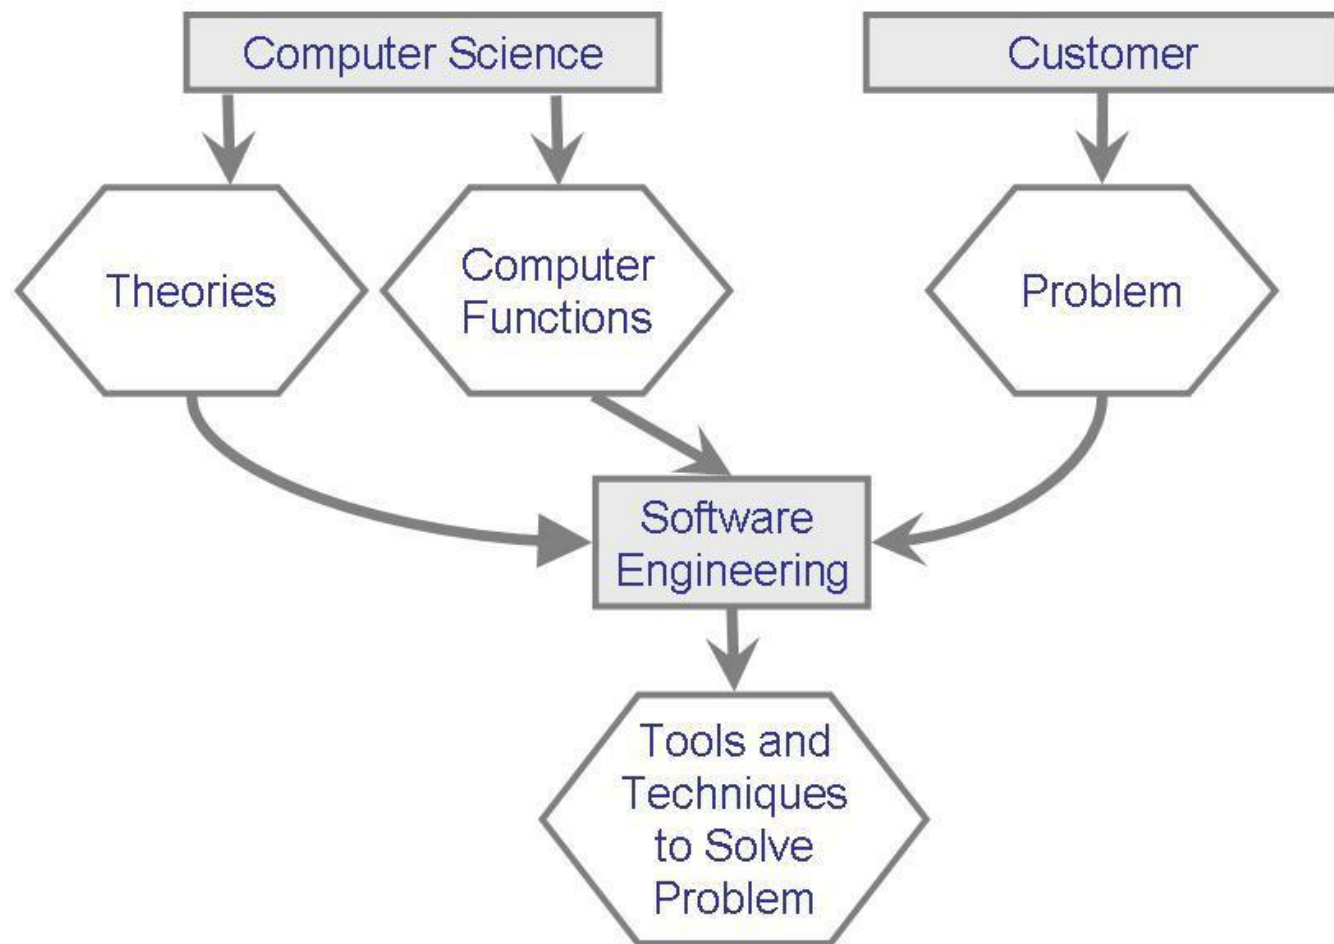 Computer Science
Customer
Theories
Computer
Functions
Problem
Software
Engineering
Tools and
Techniques
to Solve
Problem